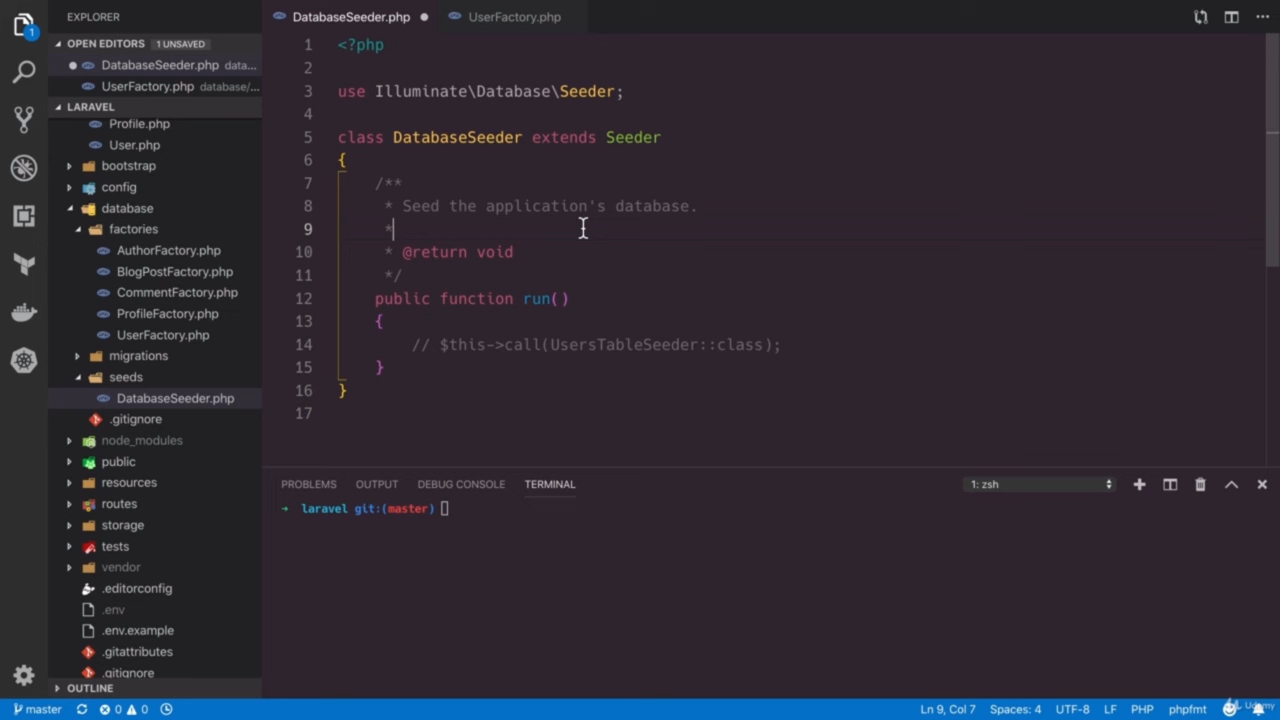 EXPLORER
DatabaseSeeder.php
UserFactory.php
1
OPEN EDITORS 1 UNSAVED
DatabaseSeeder.php data...
UserFactory.php database/...
LARAVEL
Profile.php
User.php
bootstrap
config
database
factories
AuthorFactory.php
BlogPostFactory.php
CommentFactory.php
ProfileFactory.php
UserFactory.php
migrations
seeds
DatabaseSeeder.php
.gitignore
node_modules
public
resources
routes
storage
tests
vendor
.editorconfig
.env
.env.example
.gitattributes
.gitignore
OUTLINE
1 <?php
2
3 use Illuminate\Database\Seeder;
4
5 class DatabaseSeeder extends Seeder
6 {
7 /**
8 * Seed the application's database.
9 *
10 * @return void
11 */
12 public function run()
13 {
14 // $this->call(UsersTableSeeder::class);
15 }
16 }
17
PROBLEMS OUTPUT DEBUG CONSOLE TERMINAL 1: zsh
→ laravel git:(master)
master 0 0 Ln 9, Col 7 Spaces: 4 UTF-8 LF PHP phpfmt
Udemy